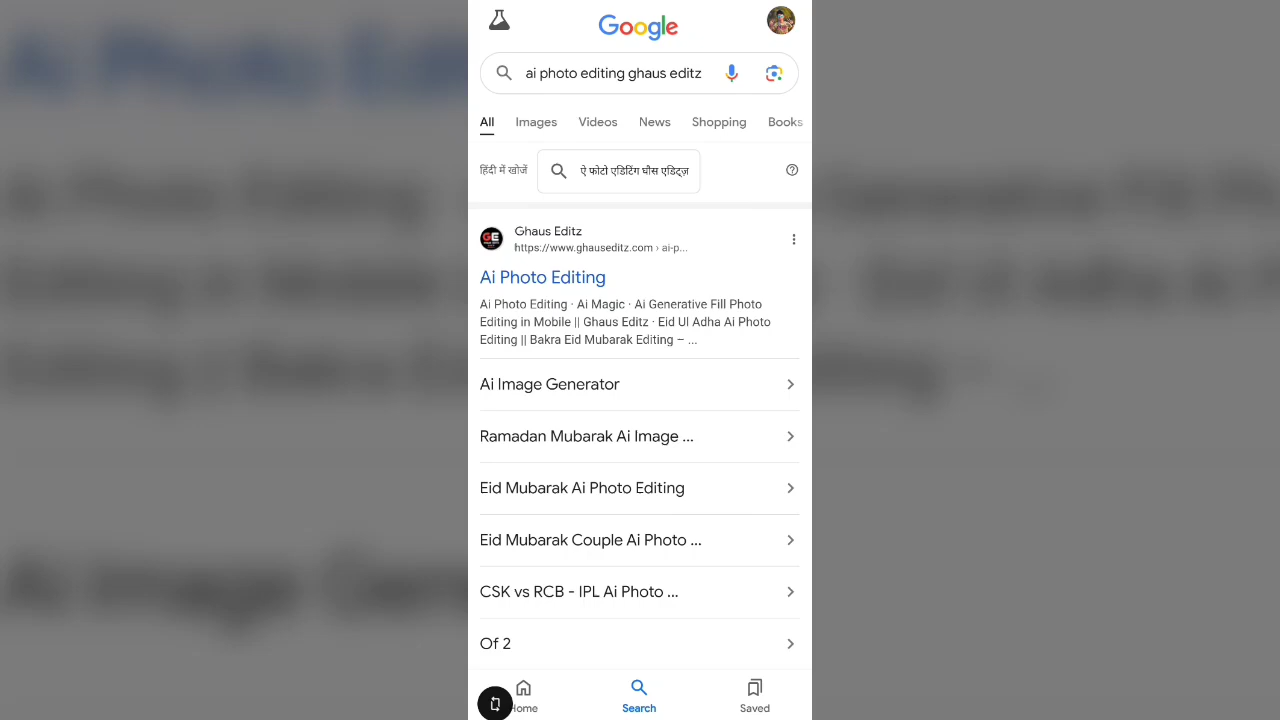 Google
ai photo editing ghaus editz
All Images Videos News Shopping Books
हिंदी में खोजें ऐ फोटो एडिटिंग घौस एडिट्ज़
GE
Ghaus Editz
https://www.ghauseditz.com › ai-p...
Ai Photo Editing
Ai Photo Editing · Ai Magic · Ai Generative Fill Photo
Editing in Mobile || Ghaus Editz · Eid Ul Adha Ai Photo
Editing || Bakra Eid Mubarak Editing – ...
Ai Image Generator
Ramadan Mubarak Ai Image ...
Eid Mubarak Ai Photo Editing
Eid Mubarak Couple Ai Photo ...
CSK vs RCB - IPL Ai Photo ...
Of 2
Home Search Saved